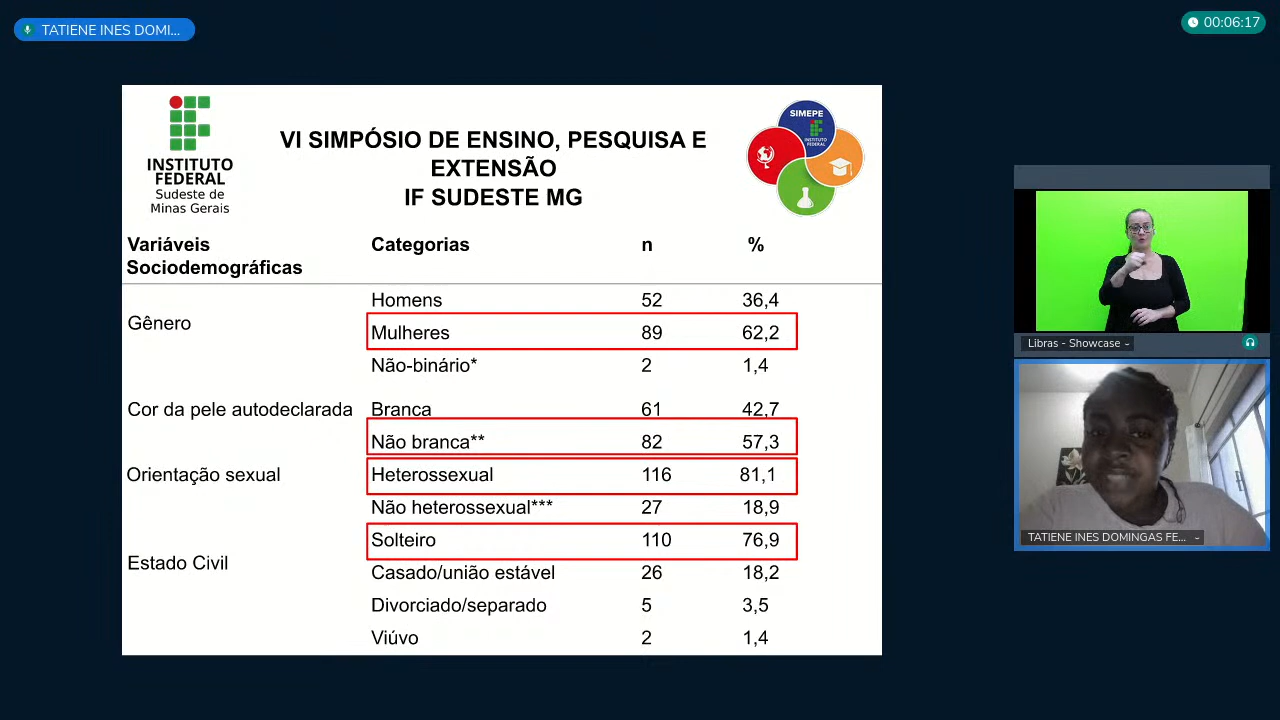 TATIENE INES DOMI...
00:06:17
INSTITUTO
FEDERAL
Sudeste de
Minas Gerais
VI SIMPÓSIO DE ENSINO, PESQUISA E
EXTENSÃO
IF SUDESTE MG
SIMEPE
INSTITUTO
FEDERAL
Variáveis
Sociodemográficas
Categorias n %
Gênero
Homens 52 36,4
Mulheres 89 62,2
Não-binário* 2 1,4
Cor da pele autodeclarada Branca 61 42,7
Não branca** 82 57,3
Orientação sexual Heterossexual 116 81,1
Não heterossexual*** 27 18,9
Estado Civil
Solteiro 110 76,9
Casado/união estável 26 18,2
Divorciado/separado 5 3,5
Viúvo 2 1,4
Libras - Showcase
TATIENE INES DOMINGAS FE...